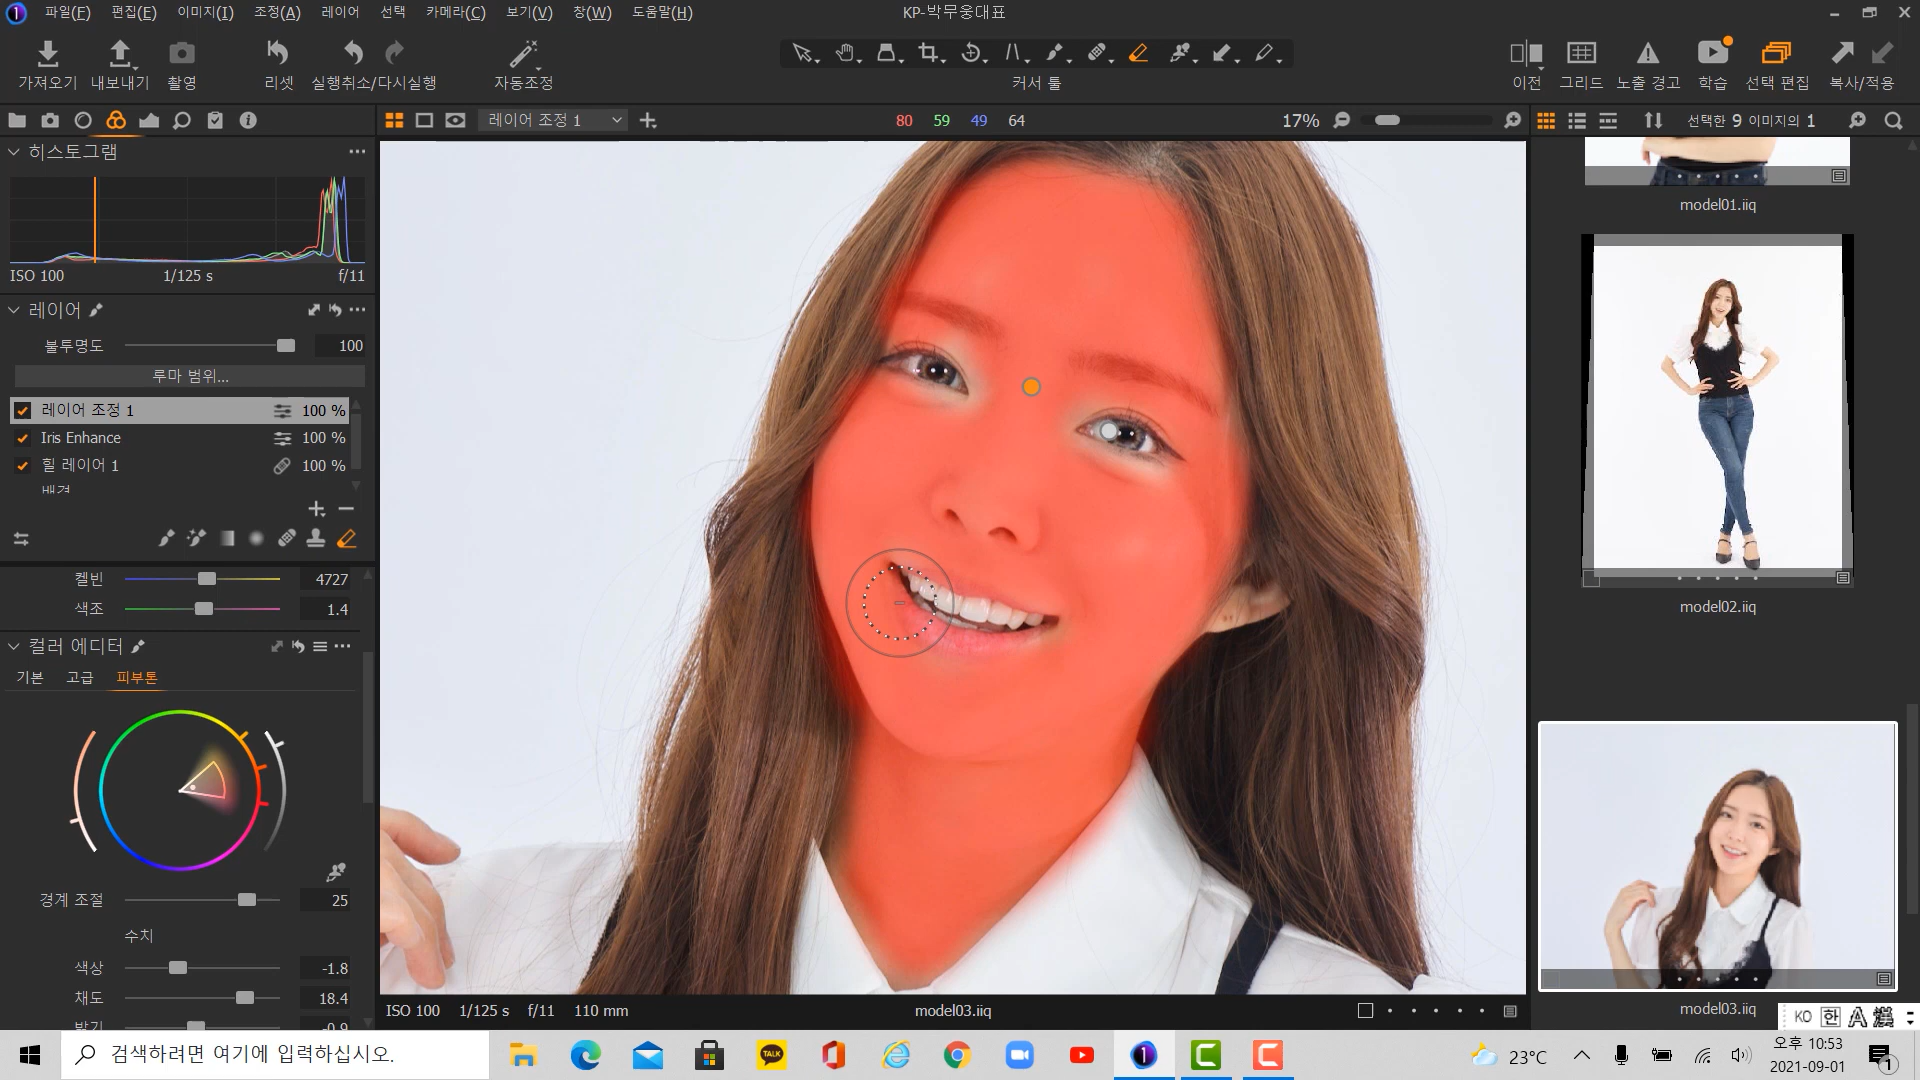 파일(F) 편집(E) 이미지(I) 조정(A) 레이어 선택 카메라(C) 보기(V) 창(W) 도움말(H)
KP-박무웅대표
가져오기 내보내기 촬영 리셋 실행취소/다시실행 자동조정
커서 툴
이전 그리드 노출 경고 학습 선택 편집 복사/적용
레이어 조정 1
80 59 49 64
17%
선택한 9 이미지의 1
히스토그램
ISO 100 1/125 s f/11
레이어
불투명도 100
루마 범위...
레이어 조정 1 100 %
Iris Enhance 100 %
힐 레이어 1 100 %
배경
켈빈 4727
색조 1.4
컬러 에디터
기본 고급 피부톤
경계 조절 25
수치
색상 -1.8
채도 18.4
밝기 -0.9
ISO 100 1/125 s f/11 110 mm
model03.iiq
model01.iiq
model02.iiq
model03.iiq
KO 한 A 漢
검색하려면 여기에 입력하십시오.
TALK
23°C
오후 10:53
2021-09-01
1